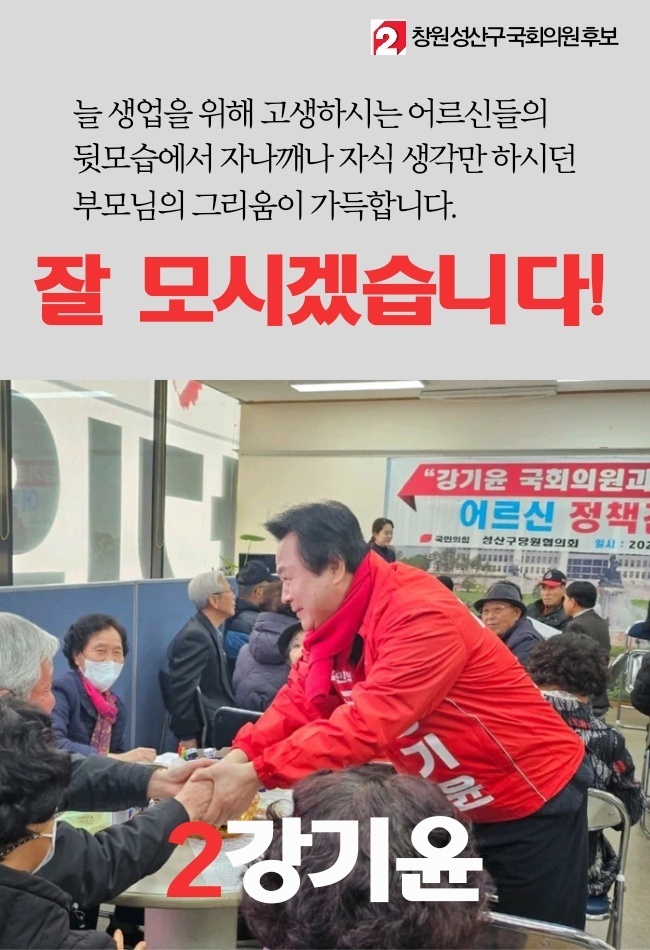 2 창원 성산구 국회의원 후보
늘 생업을 위해 고생하시는 어르신들의
뒷모습에서 자나깨나 자식 생각만 하시던
부모님의 그리움이 가득합니다.
잘 모시겠습니다!
"강기윤 국회의원과
어르신 정책
국민의힘 성산구당원협의회 일시 : 202
기윤
2강기윤